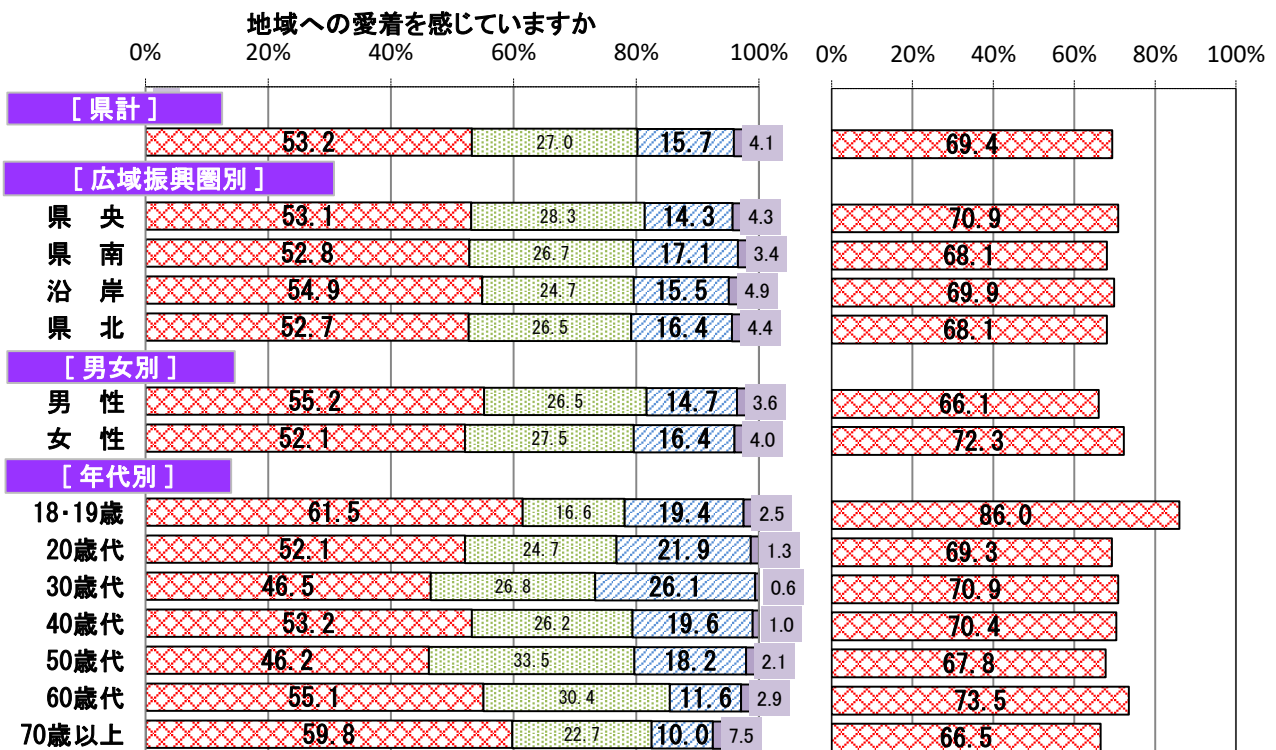 地域への愛着を感じていますか
0% 20% 40% 60% 80% 100% 0% 20% 40% 60% 80% 100%
[ 県計 ]
53.2 27.0 15.7 4.1 69.4
[ 広域振興圏別 ]
県 央 53.1 28.3 14.3 4.3 70.9
県 南 52.8 26.7 17.1 3.4 68.1
沿 岸 54.9 24.7 15.5 4.9 69.9
県 北 52.7 26.5 16.4 4.4 68.1
[ 男女別 ]
男 性 55.2 26.5 14.7 3.6 66.1
女 性 52.1 27.5 16.4 4.0 72.3
[ 年代別 ]
18・19歳 61.5 16.6 19.4 2.5 86.0
20歳代 52.1 24.7 21.9 1.3 69.3
30歳代 46.5 26.8 26.1 0.6 70.9
40歳代 53.2 26.2 19.6 1.0 70.4
50歳代 46.2 33.5 18.2 2.1 67.8
60歳代 55.1 30.4 11.6 2.9 73.5
70歳以上 59.8 22.7 10.0 7.5 66.5